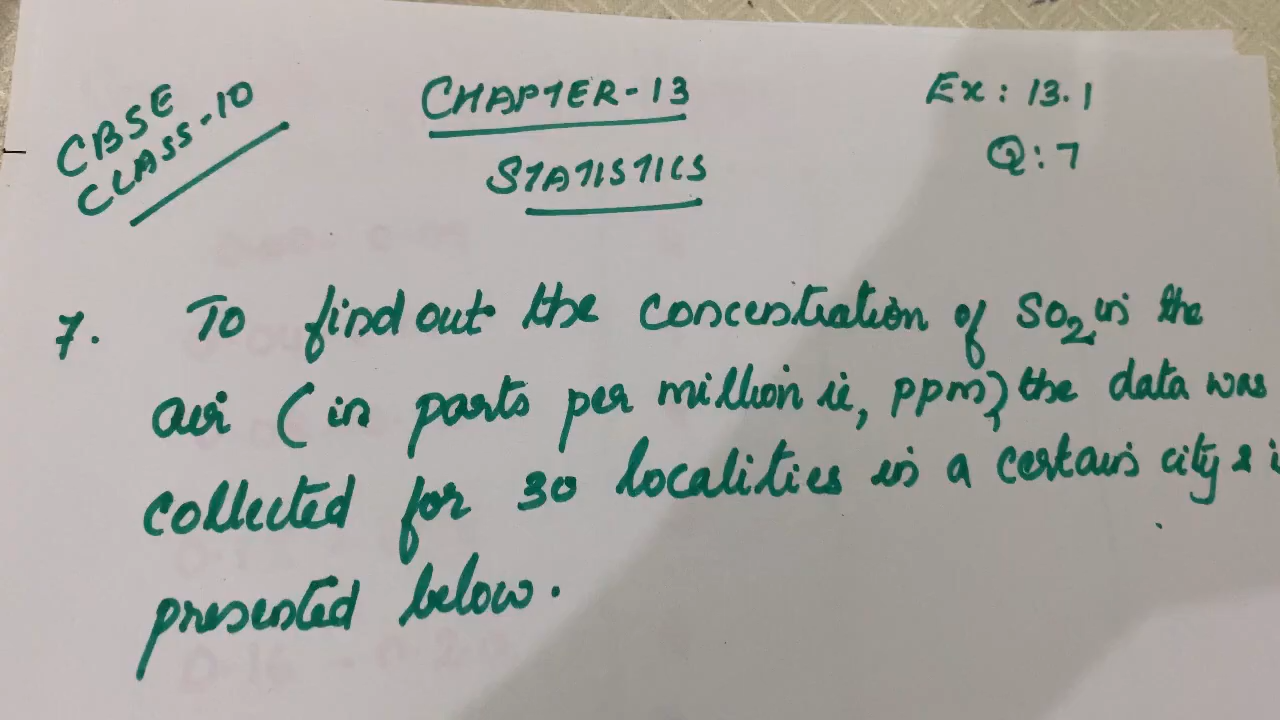 CBSE
CLASS-10
CHAPTER-13
STATISTICS
Ex: 13.1
Q: 7
7. To find out the concentration of SO2 in the
air (in parts per million ie, ppm), the data was
collected for 30 localities in a certain city & i
presented below.